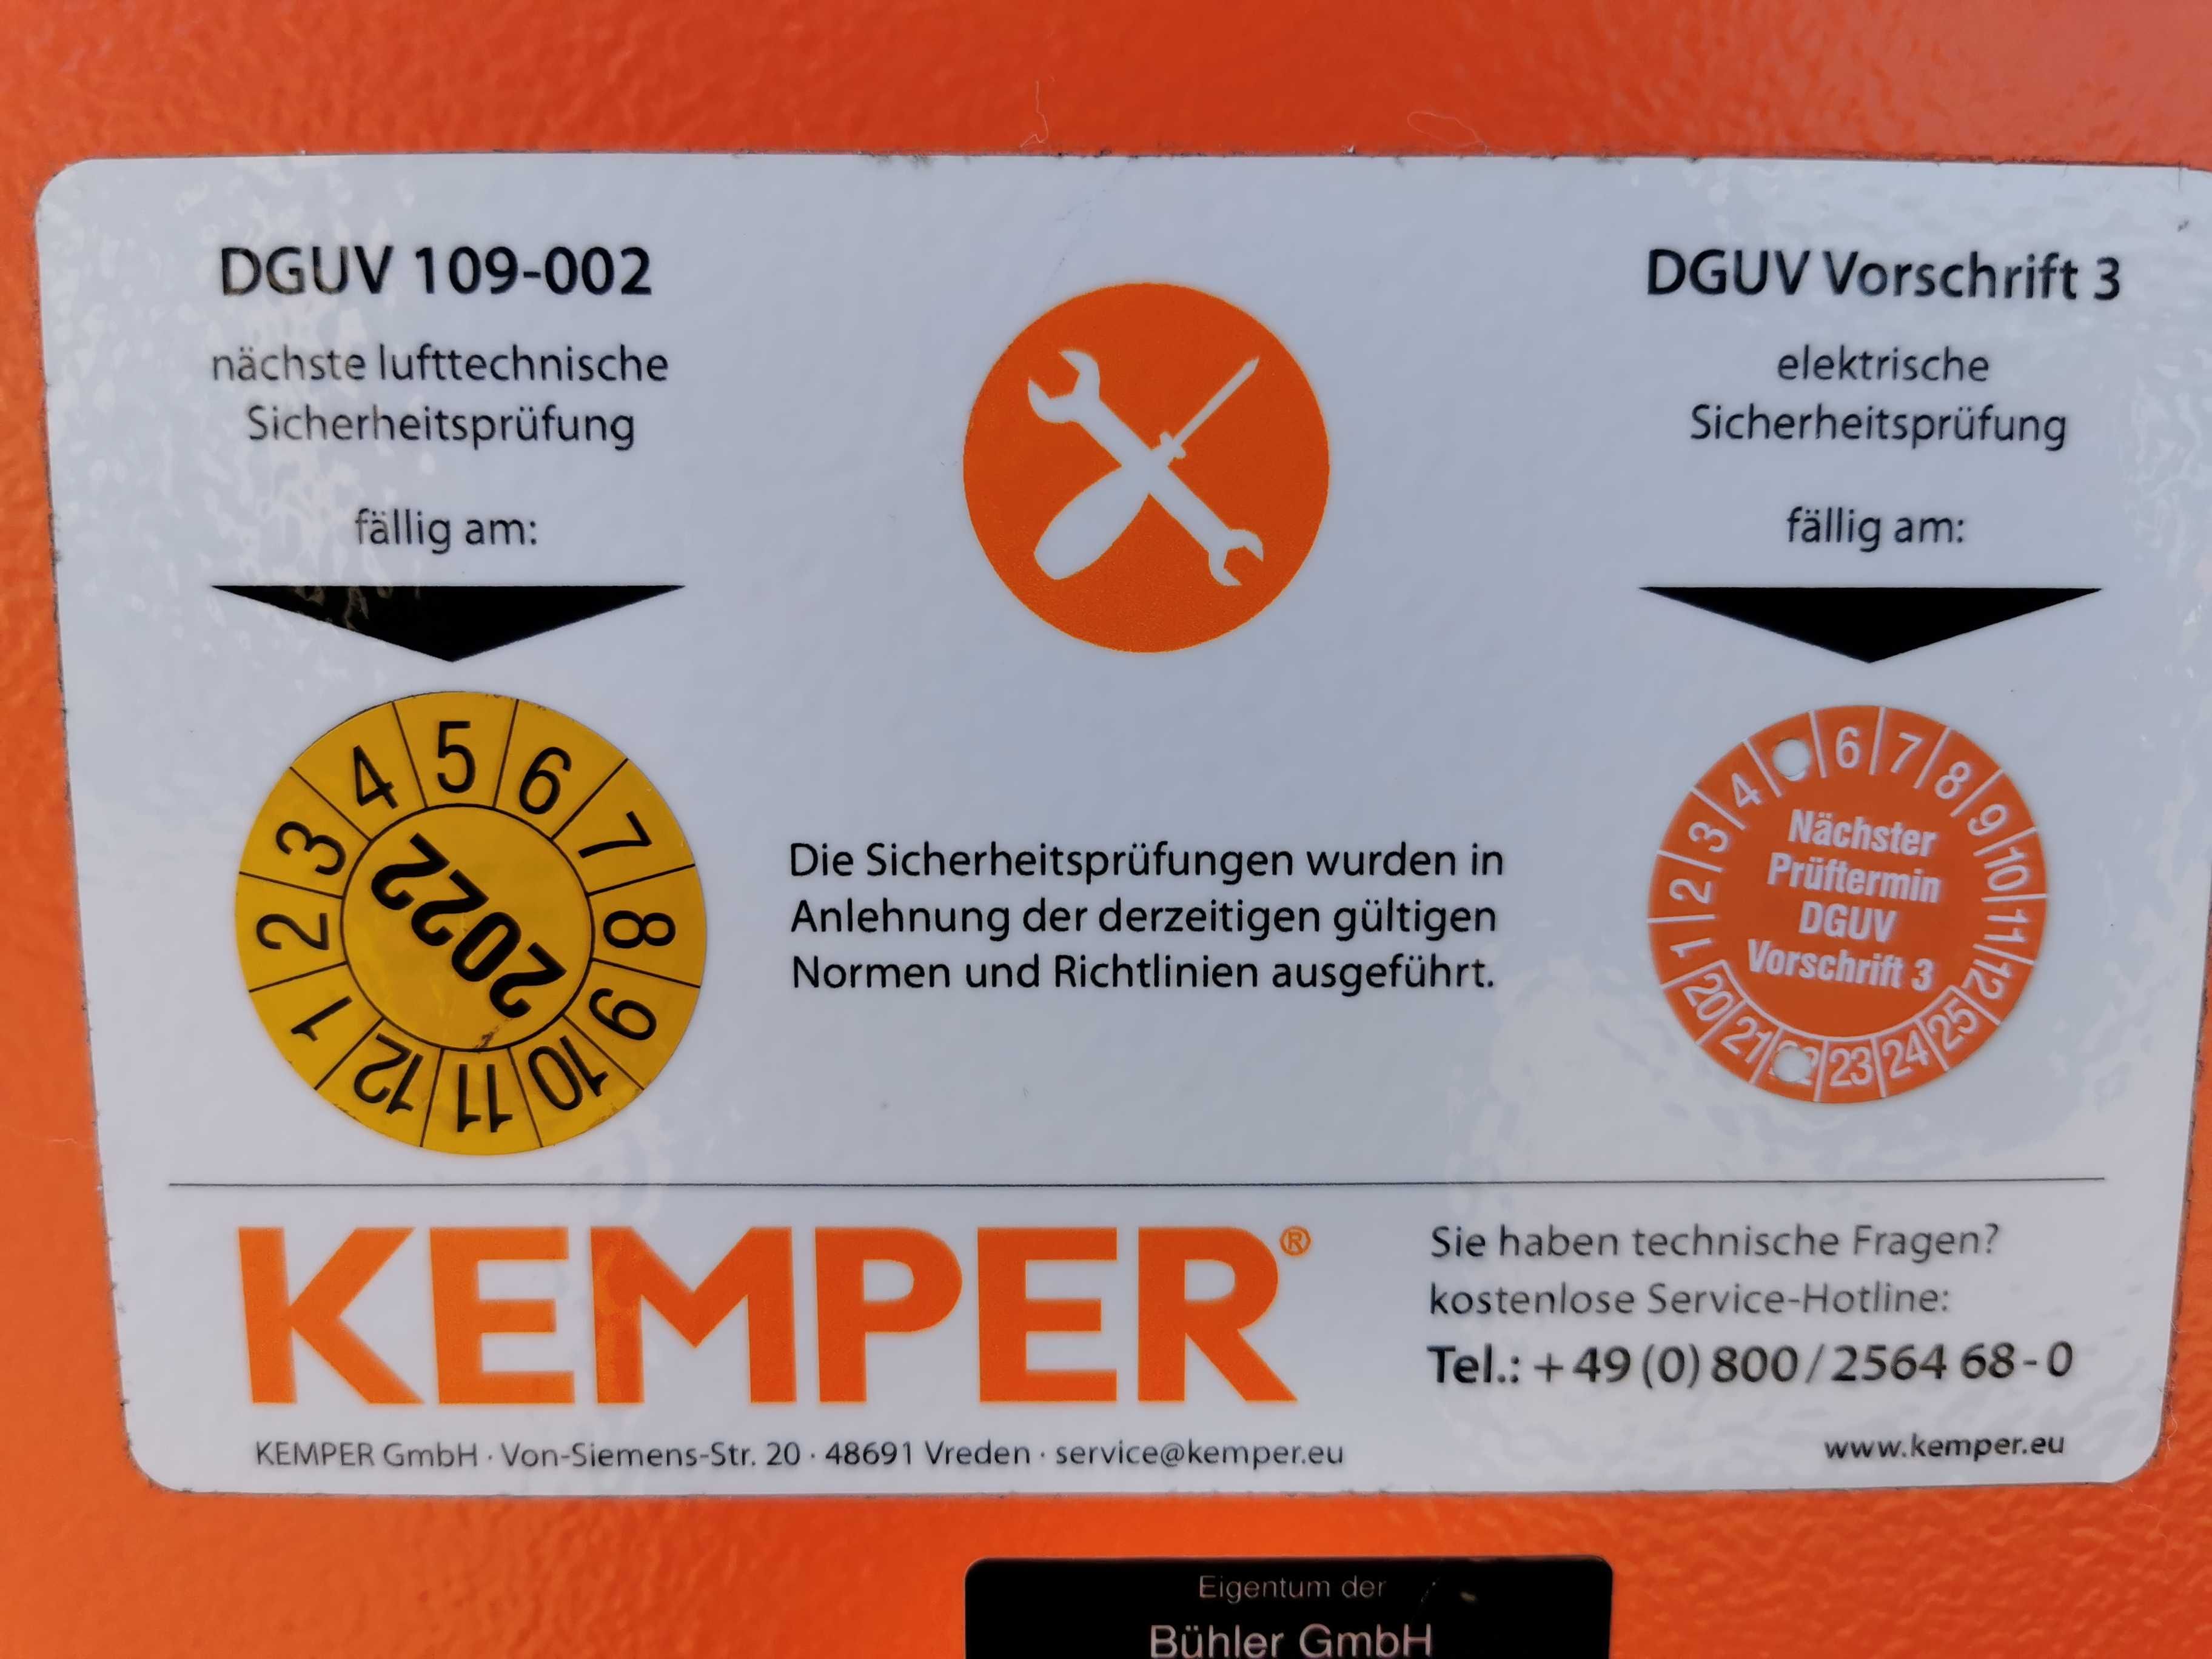 DGUV 109-002
nächste lufttechnische
Sicherheitsprüfung
fällig am:
1 2 3 4 5 6 7 8 9 10 11 12
2022
Die Sicherheitsprüfungen wurden in
Anlehnung der derzeitigen gültigen
Normen und Richtlinien ausgeführt.
DGUV Vorschrift 3
elektrische
Sicherheitsprüfung
fällig am:
1 2 3 4 6 7 8 9 10 11 12
Nächster
Prüftermin
DGUV
Vorschrift 3
20 21 23 24 25
KEMPER®
KEMPER GmbH · Von-Siemens-Str. 20 · 48691 Vreden · service@kemper.eu
Sie haben technische Fragen?
kostenlose Service-Hotline:
Tel.: +49 (0) 800 / 2564 68 - 0
www.kemper.eu
Eigentum der
Bühler GmbH